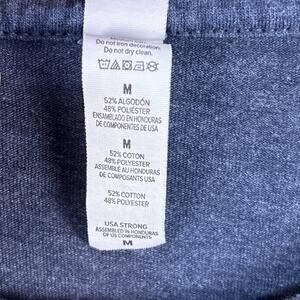 Do not iron decoration.
Do not dry clean.
M
52% ALGODÓN
48% POLIÉSTER
ENSAMBLADO EN HONDURAS
DE COMPONENTES DE USA
M
52% COTON
48% POLYESTER
ASSEMBLÉ AU HONDURAS
DE COMPOSANTS USA
52% COTTON
48% POLYESTER
USA STRONG
ASSEMBLED IN HONDURAS
OF US COMPONENTS
M